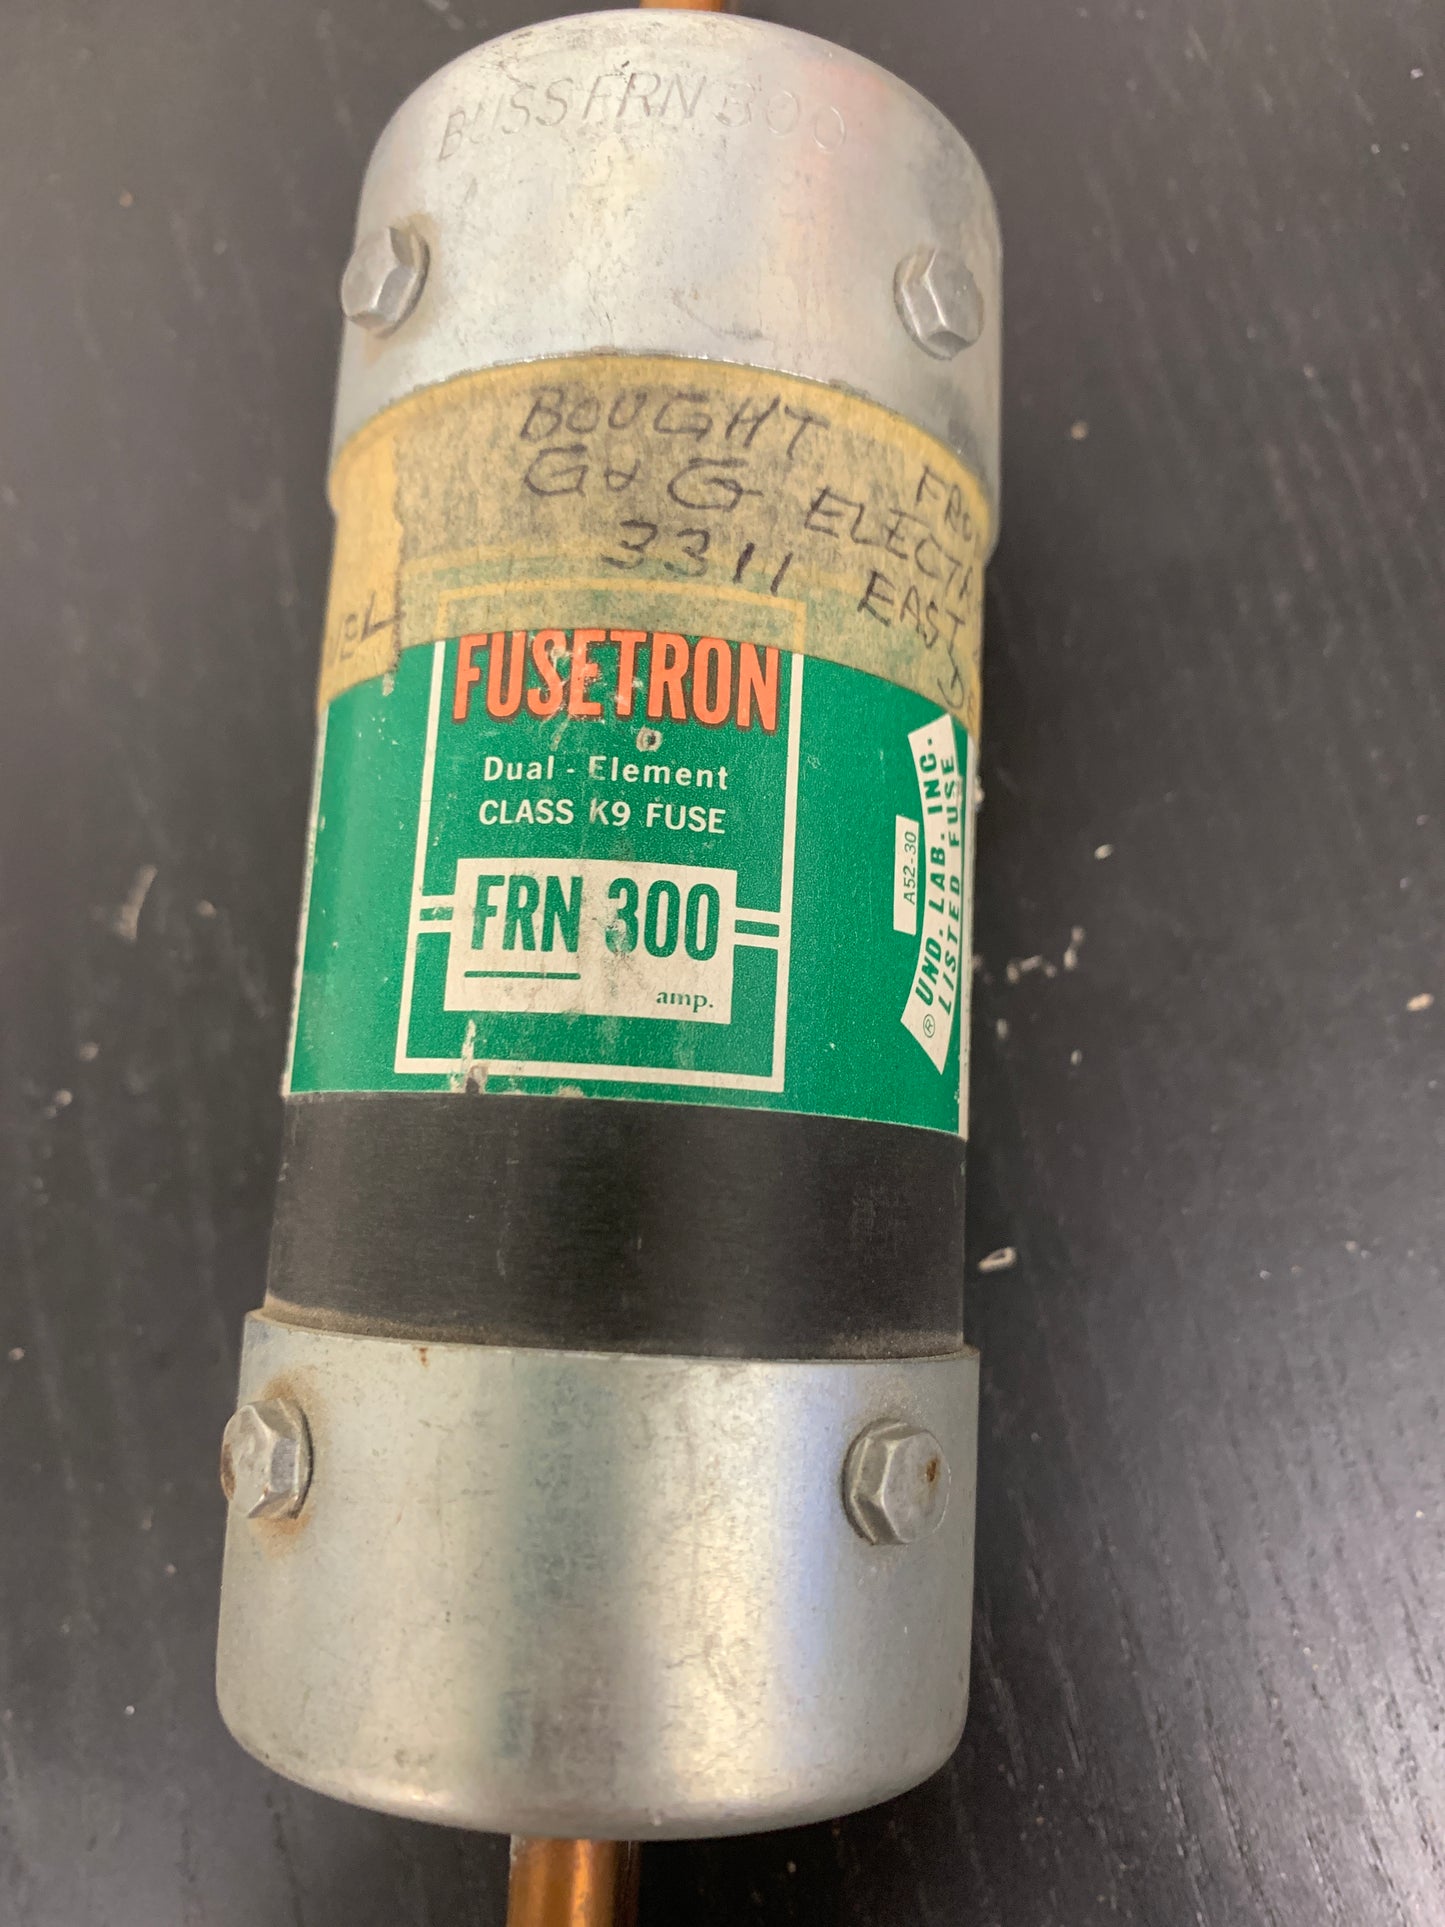 BUSS FRN 300
BOUGHT
G & G ELECT
3311 EAST
FUSETRON
Dual - Element
CLASS K9 FUSE
FRN 300
amp.
A52-30
® UND. LAB. INC.
LISTED FUSE